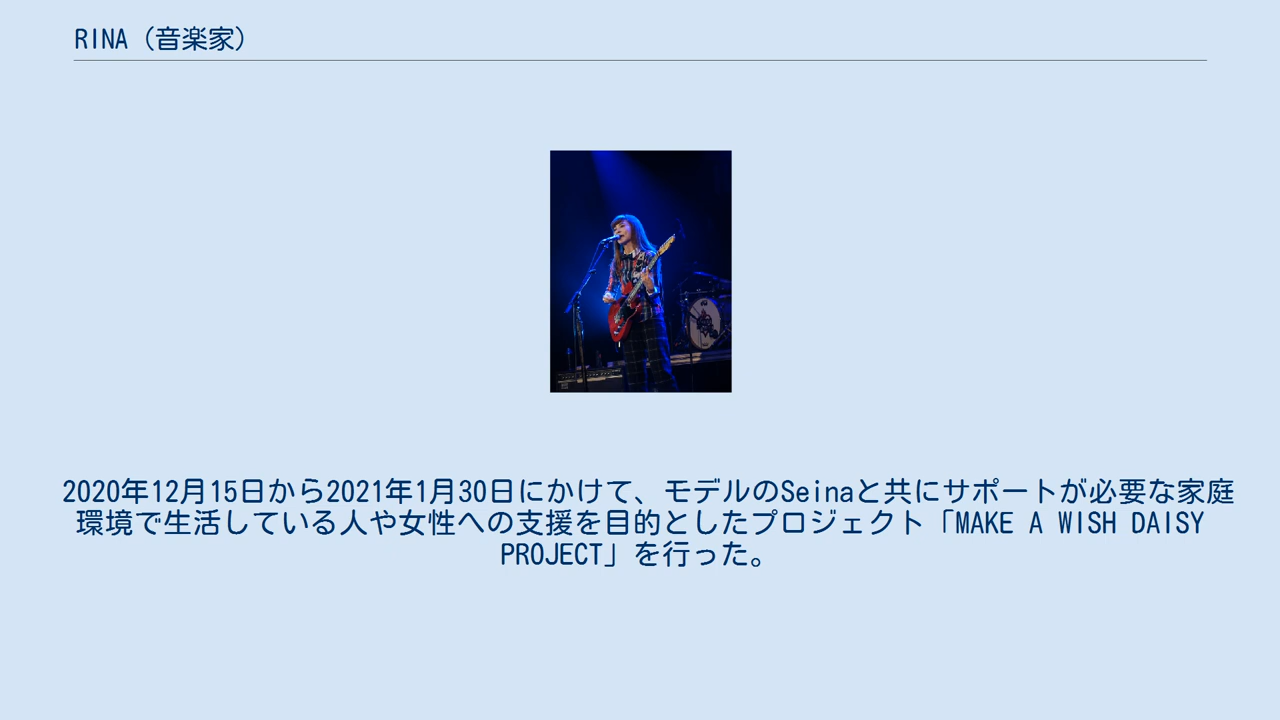 RINA（音楽家）
2020年12月15日から2021年1月30日にかけて、モデルのSeinaと共にサポートが必要な家庭
環境で生活している人や女性への支援を目的としたプロジェクト「MAKE A WISH DAISY
PROJECT」を行った。